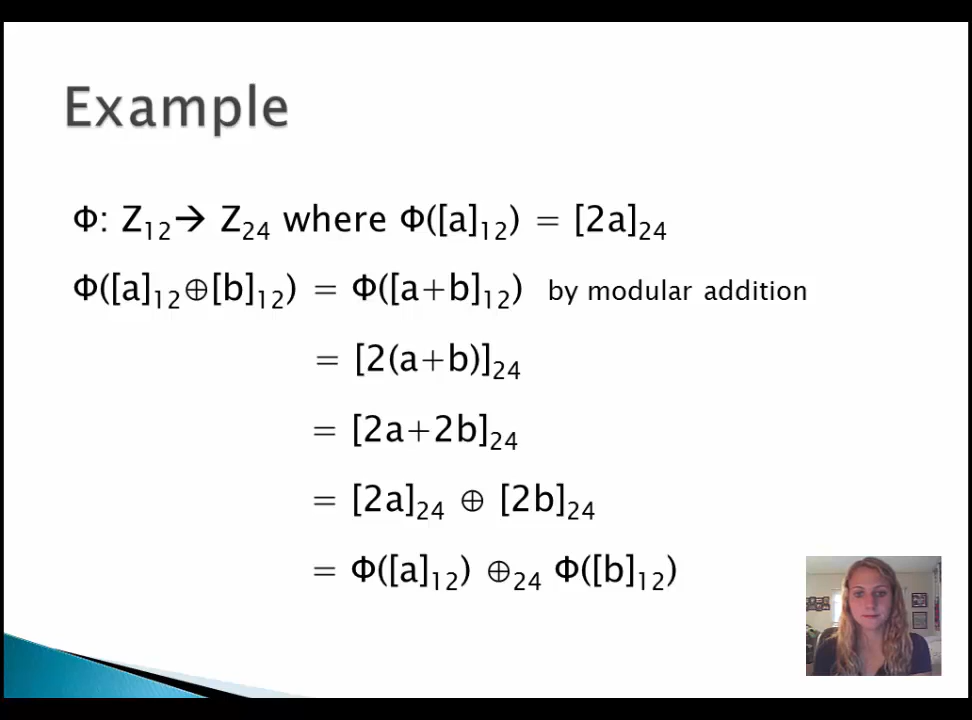 Example
Φ: Z₁₂→ Z₂₄ where Φ([a]₁₂) = [2a]₂₄
Φ([a]₁₂⊕[b]₁₂) = Φ([a+b]₁₂) by modular addition
= [2(a+b)]₂₄
= [2a+2b]₂₄
= [2a]₂₄ ⊕ [2b]₂₄
= Φ([a]₁₂) ⊕₂₄ Φ([b]₁₂)